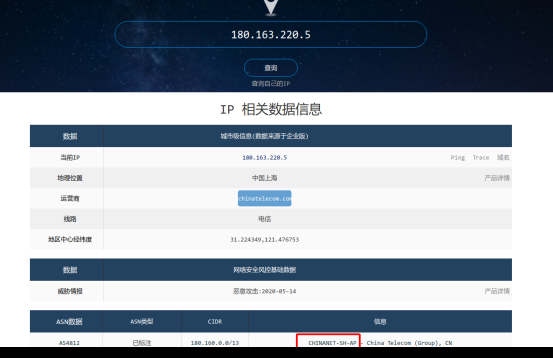 180.163.220.5
查询
查询自己的IP
IP 相关数据信息
数据 城市级信息(数据来源于企业版)
当前IP 180.163.220.5 Ping Trace 域名
地理位置 中国上海 产品详情
运营商 chinatelecom.com
线路 电信
地区中心经纬度 31.224349,121.476753
数据 网络安全风控基础数据
威胁情报 恶意攻击:2020-05-14 产品详情
ASN数据 ASN类型 CIDR 信息
AS4812 已标注 180.160.0.0/13 CHINANET-SH-AP - China Telecom (Group), CN